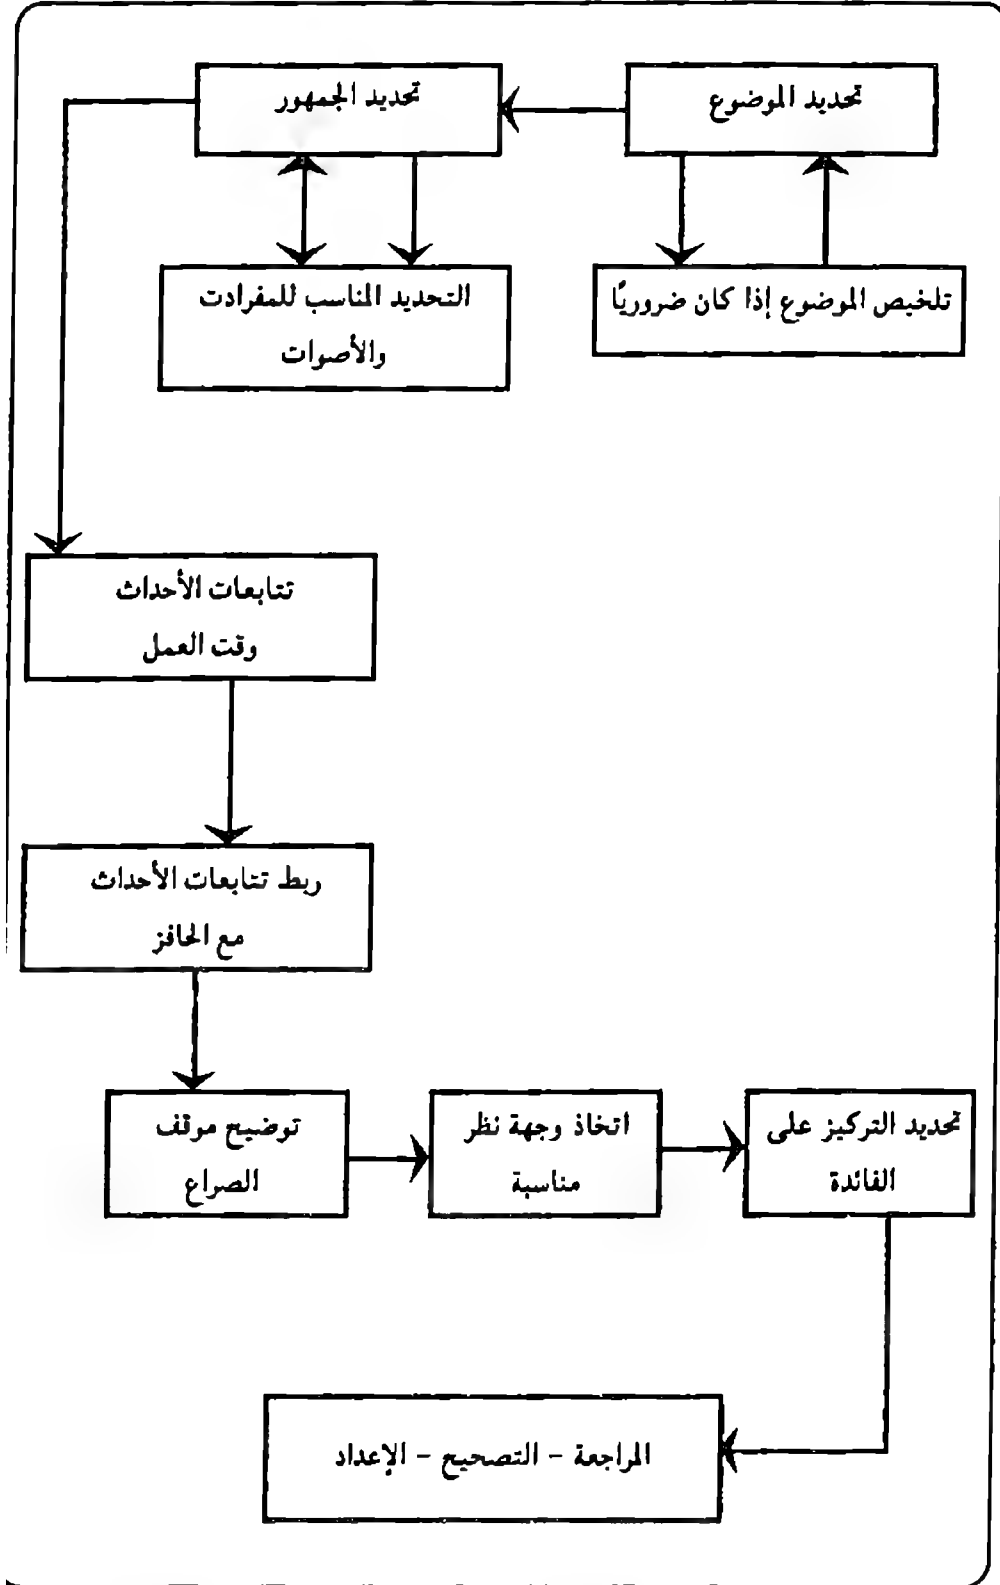 تحديد الموضوع
تحديد الجمهور
تلخيص الموضوع إذا كان ضروريًا
التحديد المناسب للمفرادت
والأصوات
تتابعات الأحداث
وقت العمل
ربط تتابعات الأحداث
مع الحافز
توضيح موقف
الصراع
اتخاذ وجهة نظر
مناسبة
تحديد التركيز على
الفائدة
المراجعة - التصحيح - الإعداد